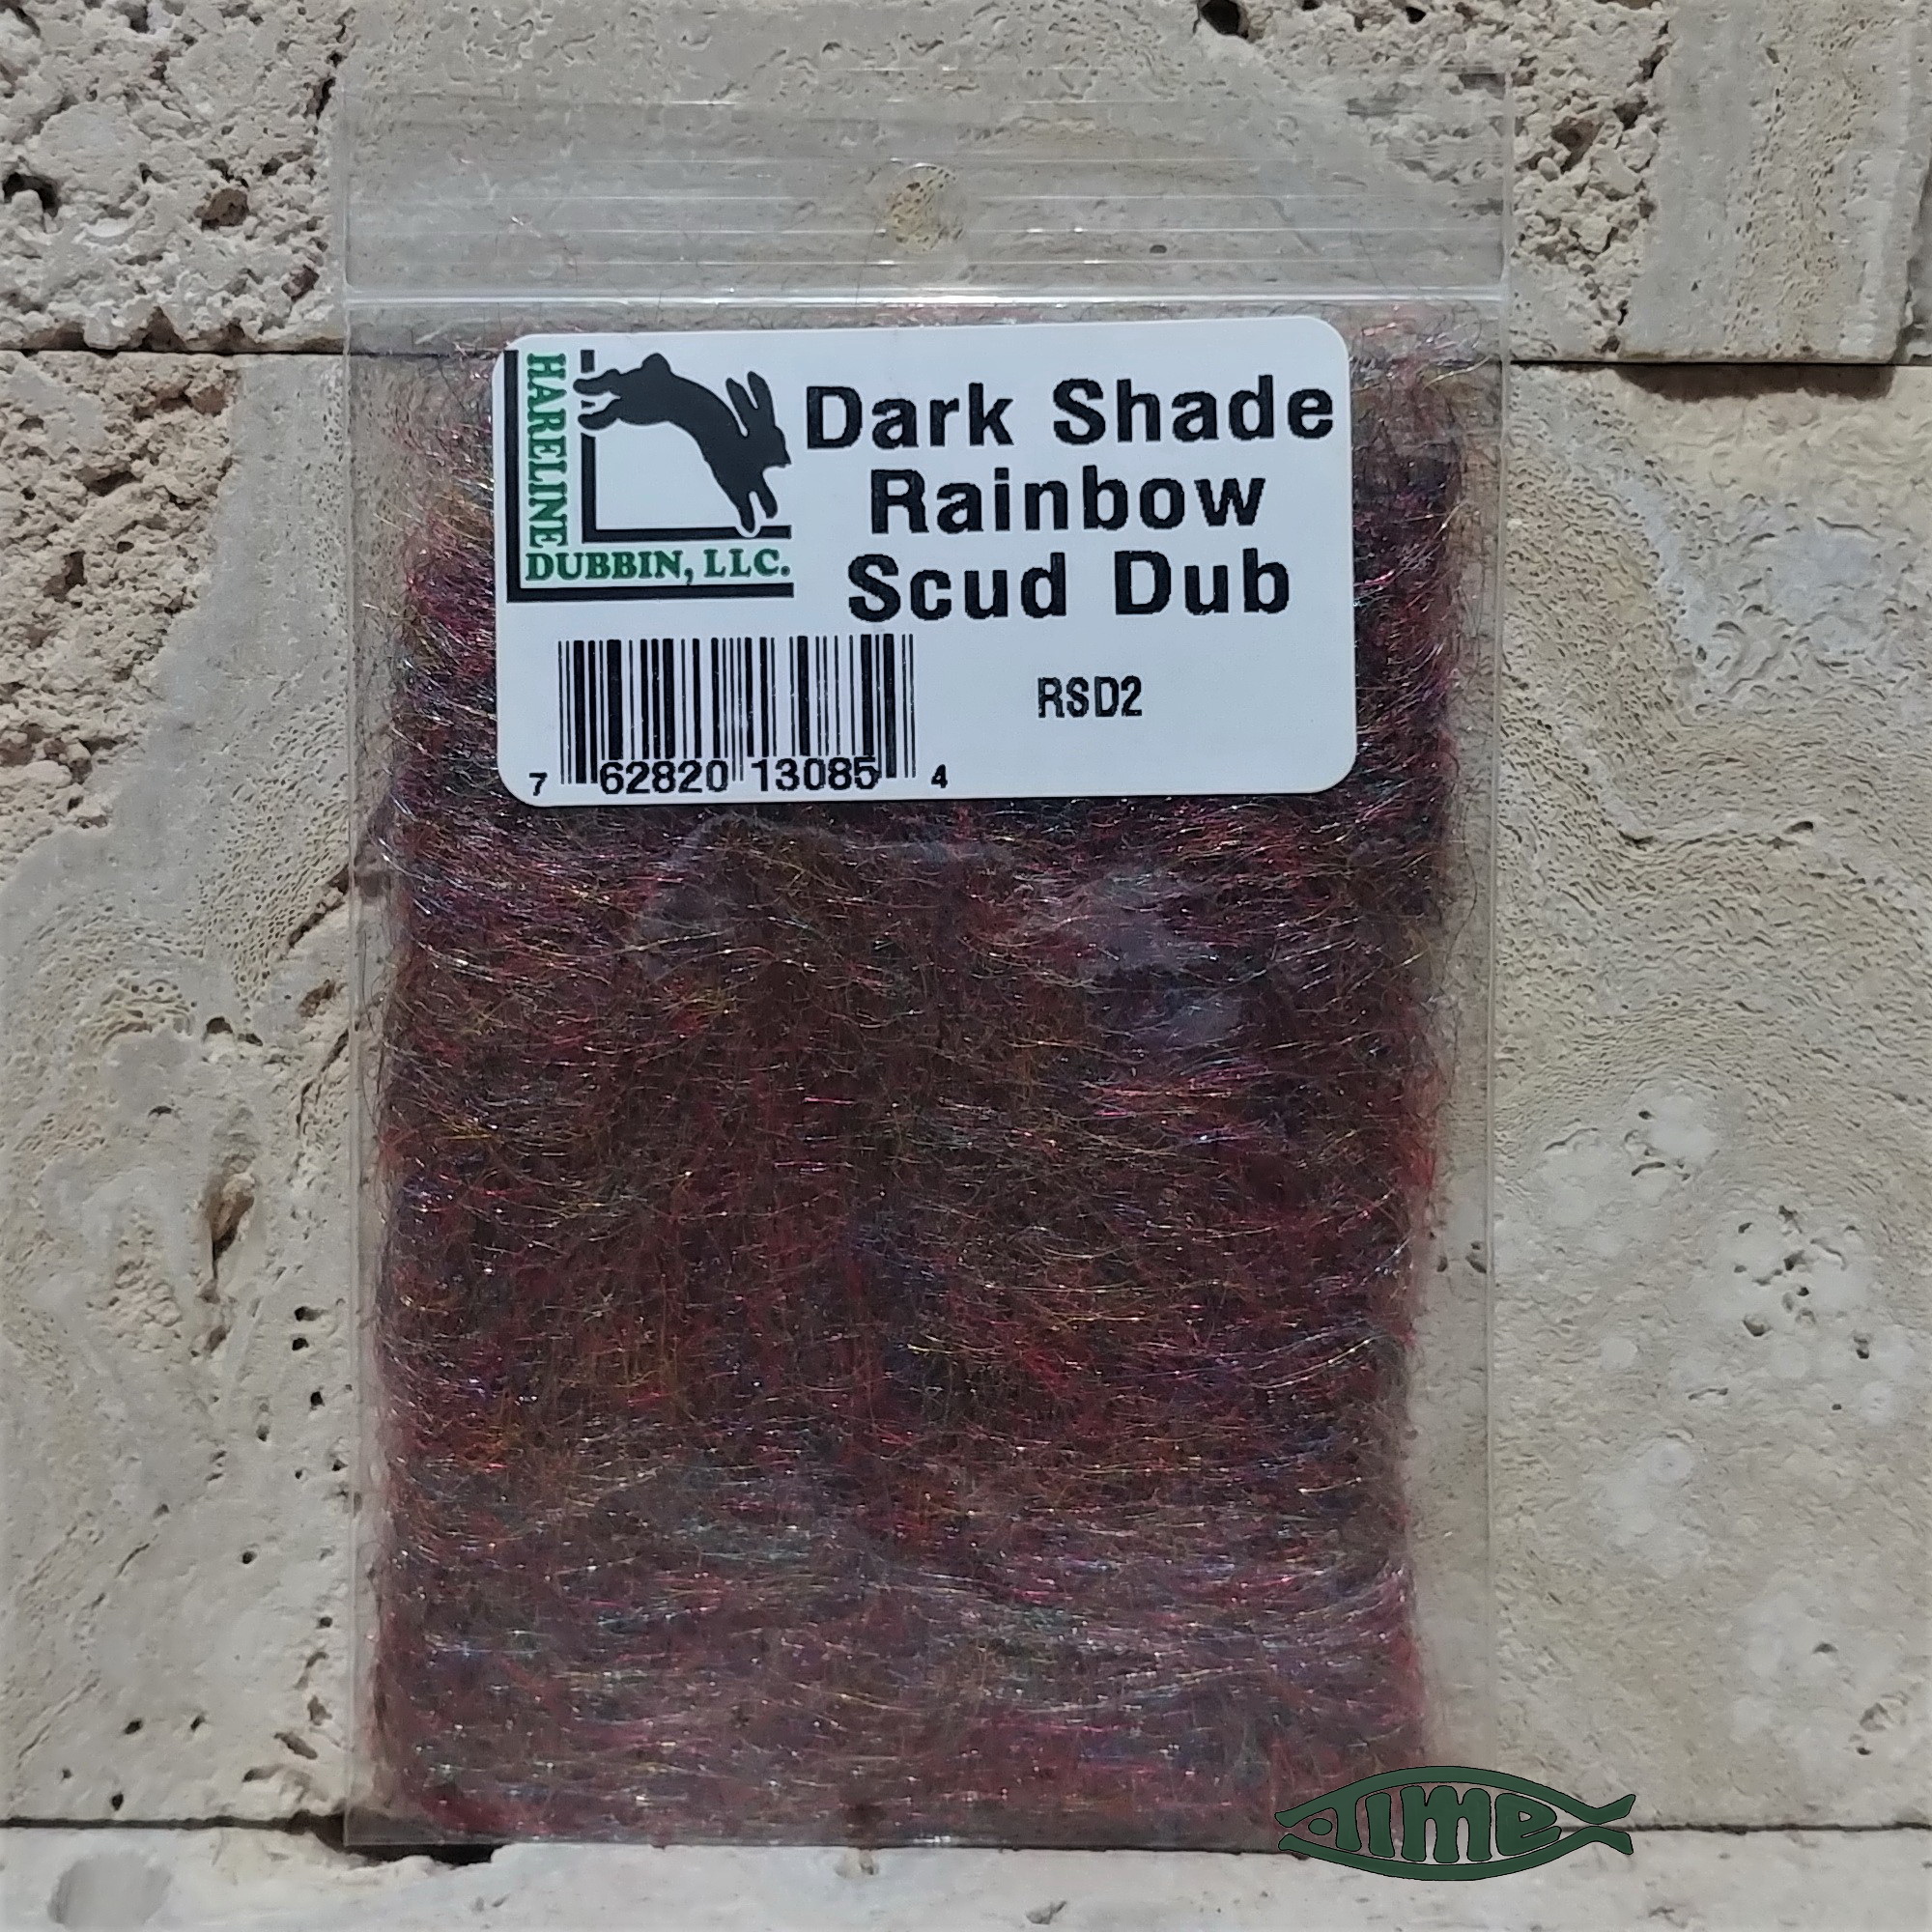 HARELINE
DUBBIN, LLC.
Dark Shade
Rainbow
Scud Dub
RSD2
7 62820 13085 4
TIME